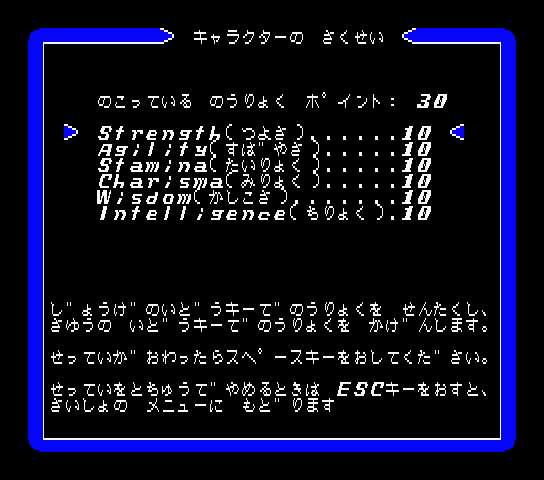 キャラクターの さくせい
のこっている のうりょく ポイント: 30
Strength(つよさ)......10
Agility(すばやさ).....10
Stamina(たいりょく).....10
Charisma(みりょく).....10
Wisdom(かしこさ).......10
Intelligence(ちりょく).10
じょうげのいどうキーでのうりょくを せんたくし、
さゆうの いどうキーでのうりょくを かげんします。
せっていがおわったらスペースキーをおしてください。
せっていをとちゅうでやめるときは ESCキーをおすと、
さいしょの メニューに もどります